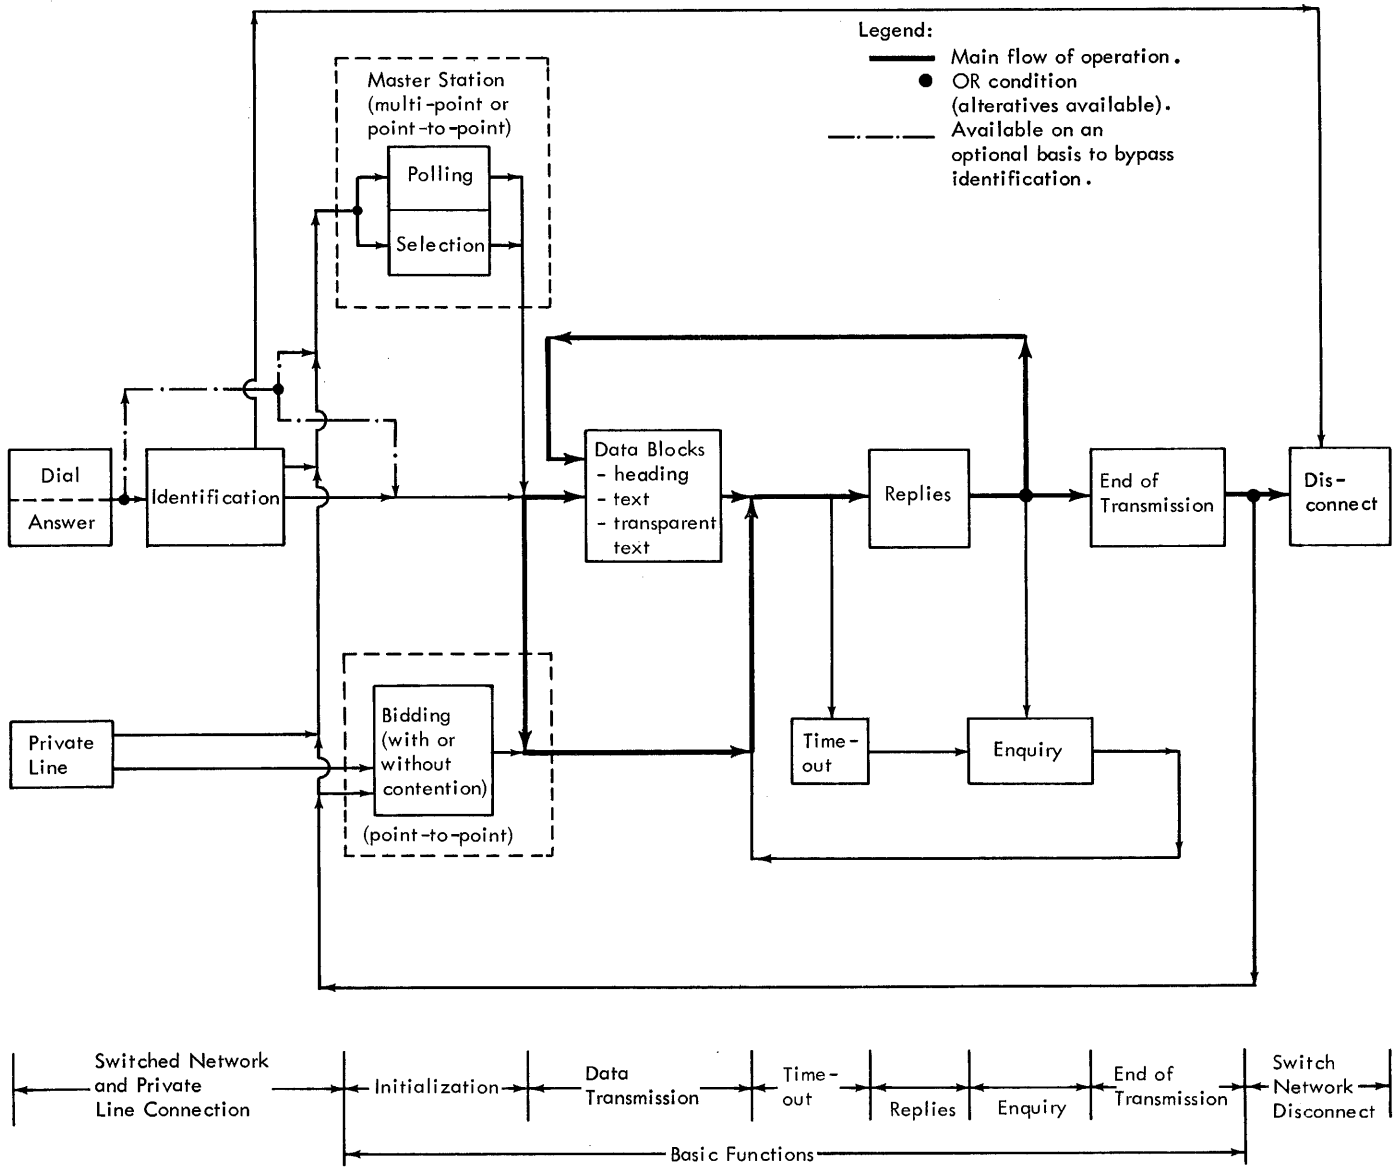 Legend:
Main flow of operation.
OR condition
(alteratives available).
Available on an
optional basis to bypass
identification.
Master Station
(multi-point or
point-to-point)
Polling
Selection
Dial
Answer
Identification
Data Blocks
- heading
- text
- transparent
text
Replies
End of
Transmission
Dis-
connect
Private
Line
Bidding
(with or
without
contention)
(point-to-point)
Time-
out
Enquiry
Switched Network
and Private
Line Connection
Initialization
Data
Transmission
Time-
out
Replies
Enquiry
End of
Transmission
Switch
Network
Disconnect
Basic Functions